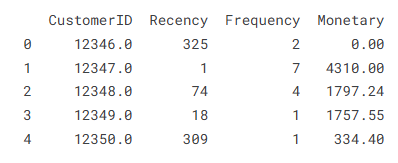 CustomerID Recency Frequency Monetary
0 12346.0 325 2 0.00
1 12347.0 1 7 4310.00
2 12348.0 74 4 1797.24
3 12349.0 18 1 1757.55
4 12350.0 309 1 334.40